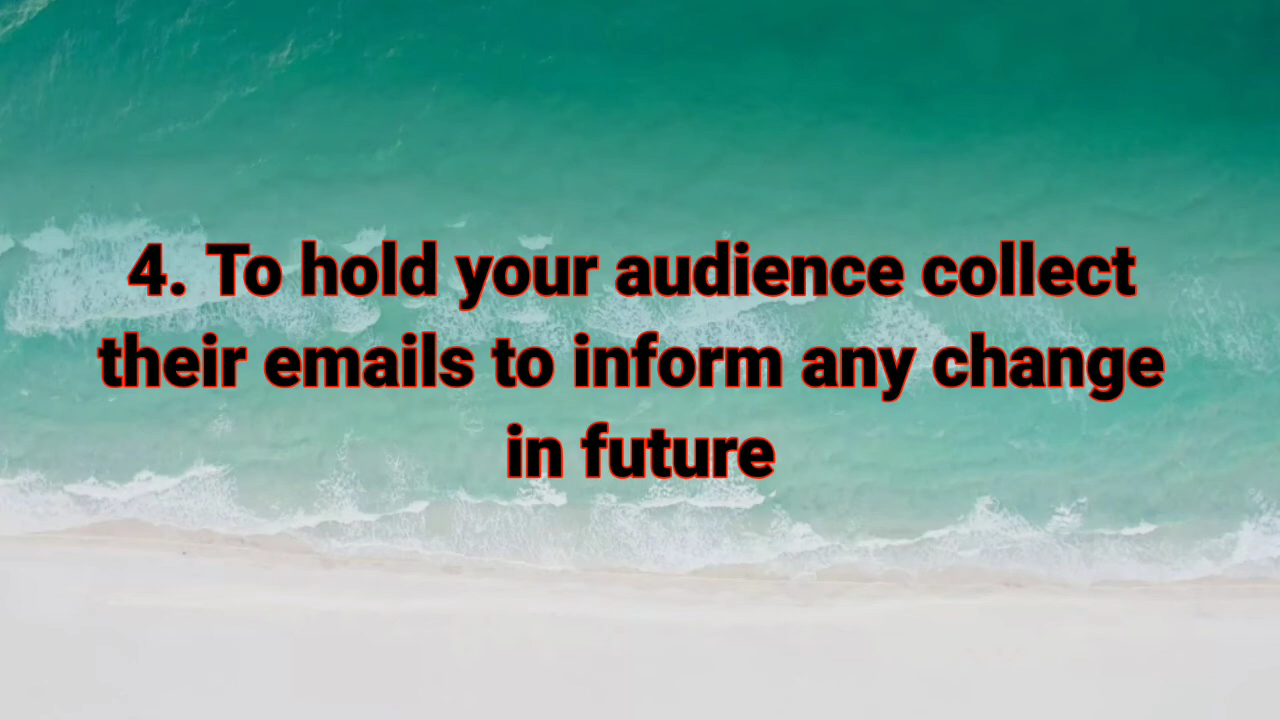 4. To hold your audience collect
their emails to inform any change
in future